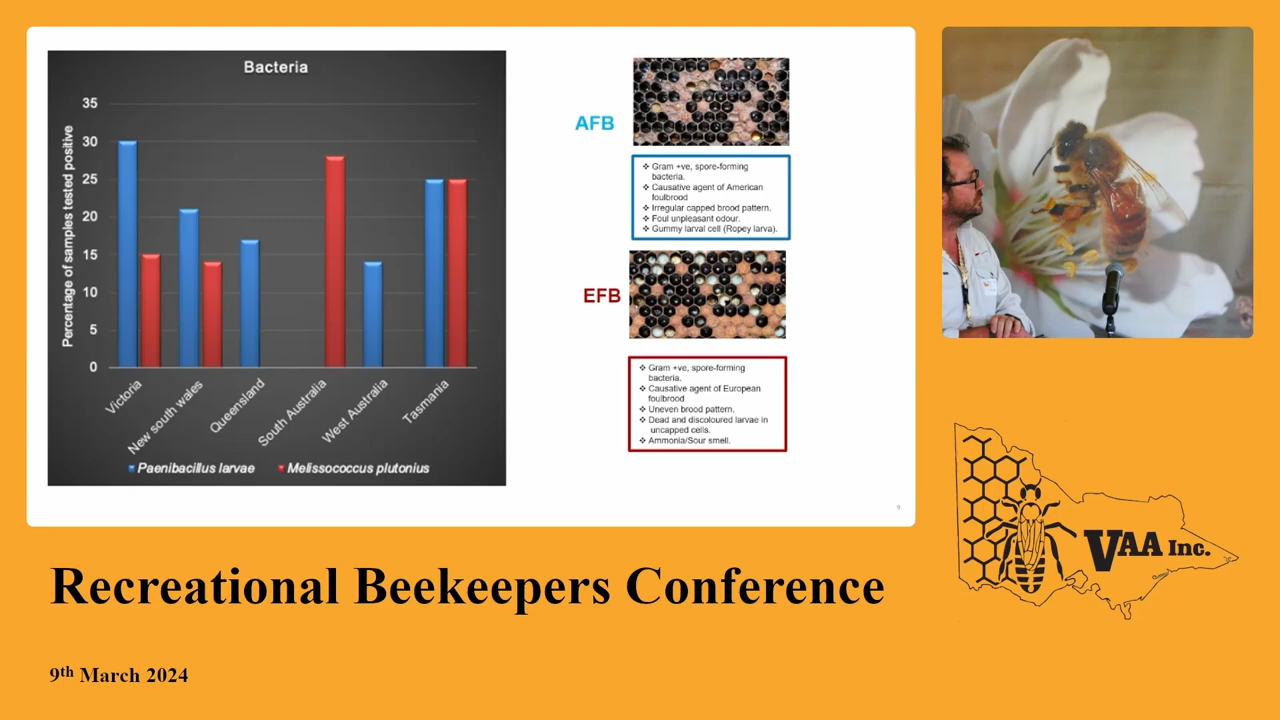 Bacteria
Percentage of samples tested positive
35
30
25
20
15
10
5
0
Victoria
New south wales
Queensland
South Australia
West Australia
Tasmania
Paenibacillus larvae
Melissococcus plutonius
AFB
❖ Gram +ve, spore-forming
bacteria.
❖ Causative agent of American
foulbrood
❖ Irregular capped brood pattern.
❖ Foul unpleasant odour.
❖ Gummy larval cell (Ropey larva).
EFB
❖ Gram +ve, spore-forming
bacteria.
❖ Causative agent of European
foulbrood
❖ Uneven brood pattern.
❖ Dead and discoloured larvae in
uncapped cells.
❖ Ammonia/Sour smell.
9
Recreational Beekeepers Conference
9th March 2024
VAA Inc.